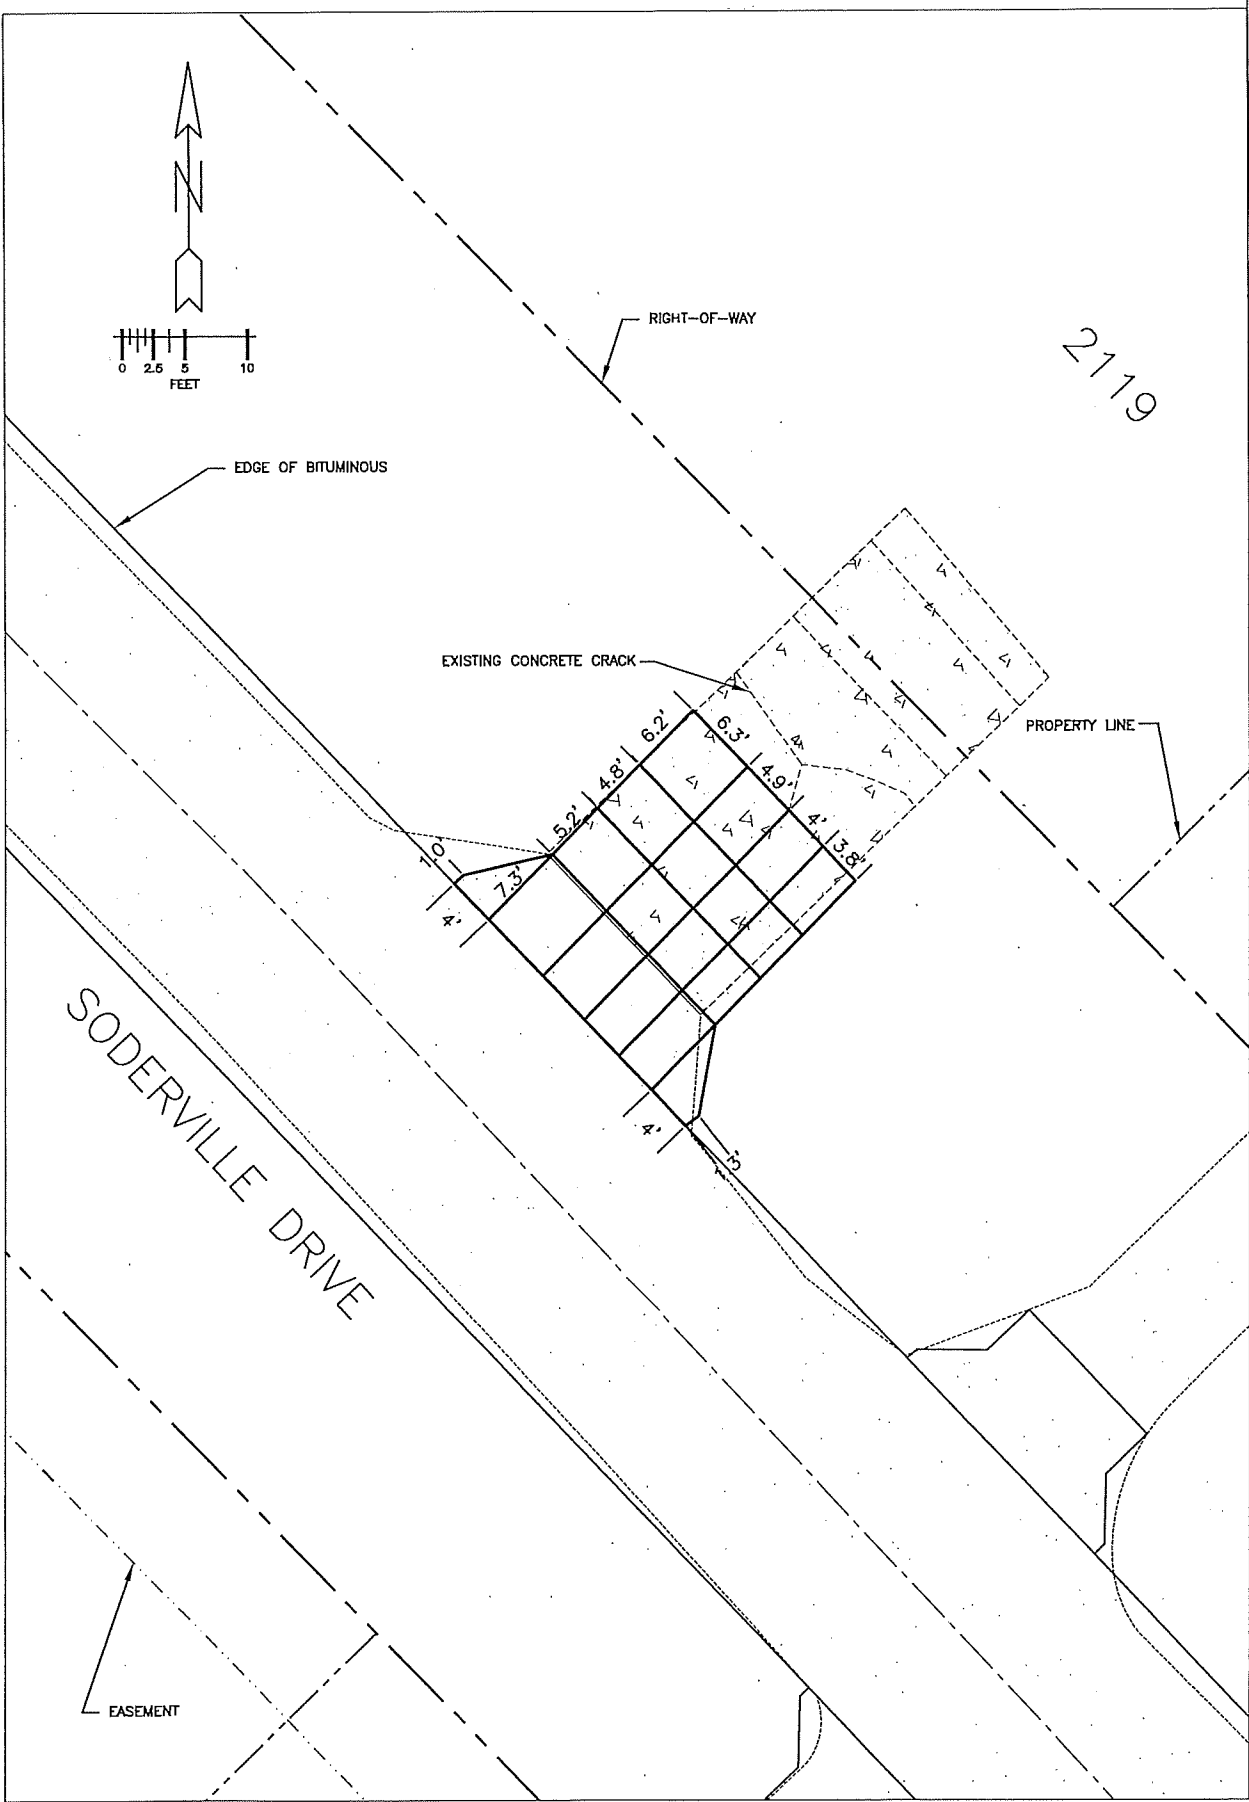 N
0 2.5 5 10
FEET
RIGHT-OF-WAY
2119
EDGE OF BITUMINOUS
EXISTING CONCRETE CRACK
PROPERTY LINE
6.2'
6.3'
4.8'
4.9'
5.2'
4'
3.8'
1.0'
7.3'
4'
4'
3'
SODERVILLE DRIVE
EASEMENT